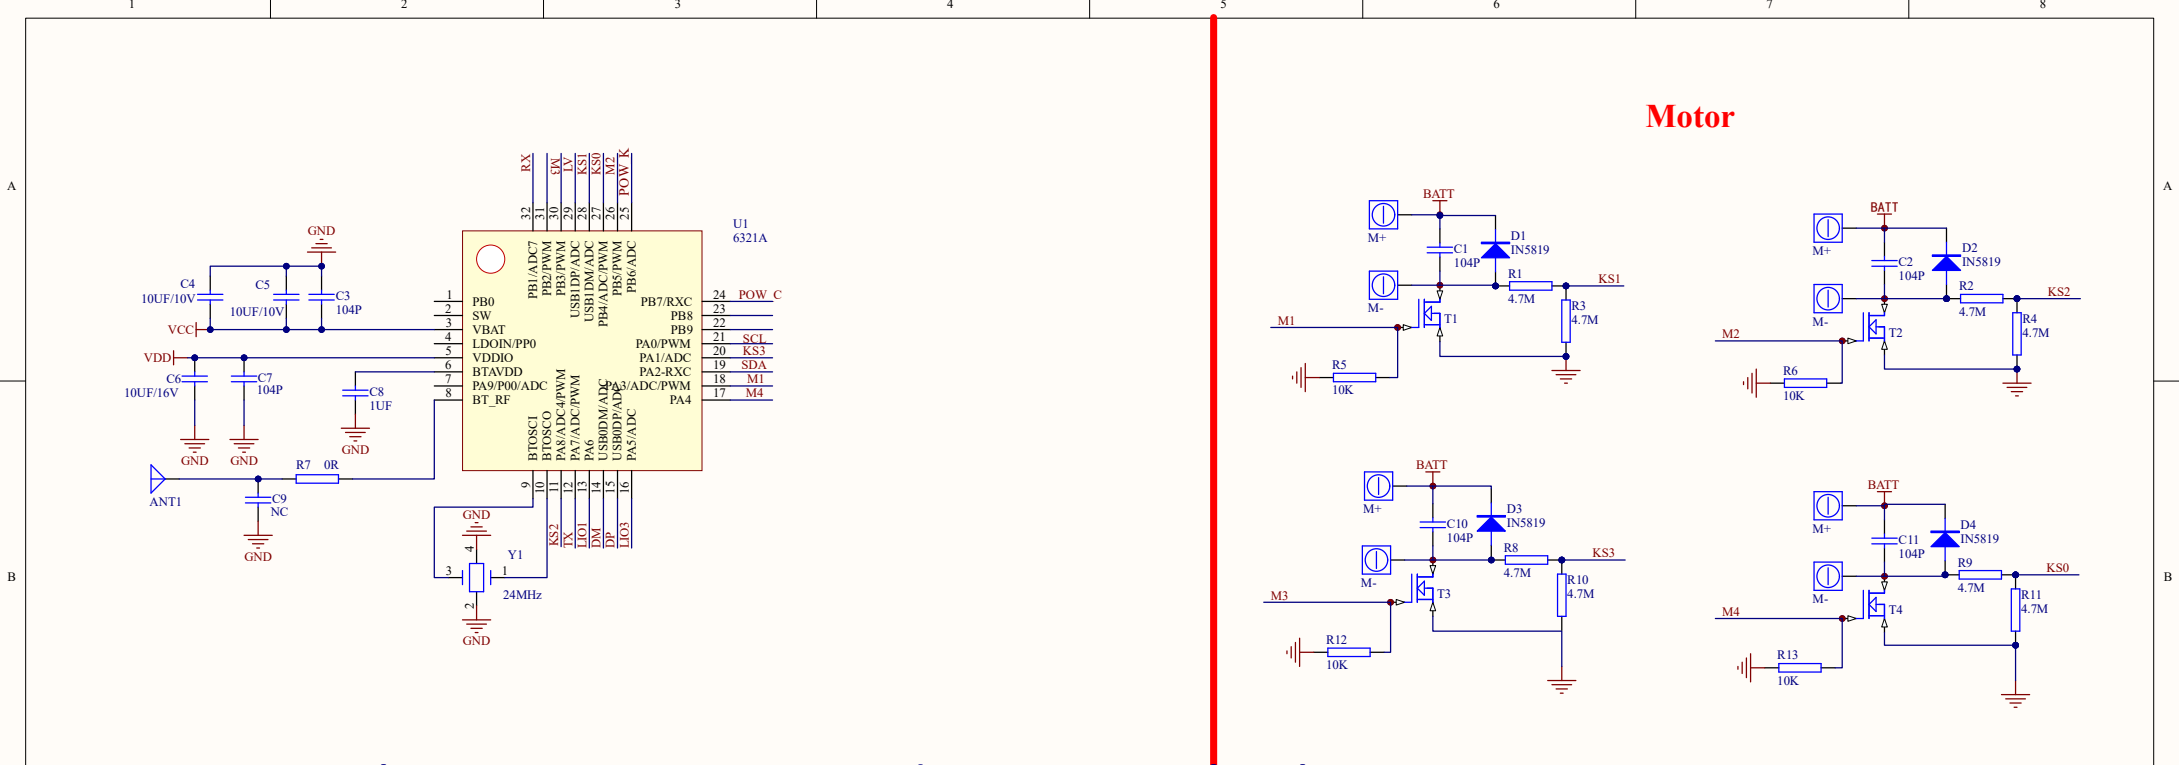 1 2 3 4 5 6 7 8
A
A
B
B
Motor
RX
M3
LV
KS1
KS0
M2
POW_K
32
31
30
29
28
27
26
25
U1
6321A
PB1/ADC7
PB2/PWM
PB3/PWM
USB1DP/ADC
USB1DM/ADC
PB4/ADC/PWM
PB5/PWM
PB6/ADC
GND
C4
10UF/10V
C5
10UF/10V
C3
104P
VCC
VDD
C6
10UF/16V
C7
104P
C8
1UF
GND
GND
GND
1 PB0
2 SW
3 VBAT
4 LDOIN/PP0
5 VDDIO
6 BTAVDD
7 PA9/P00/ADC
8 BT_RF
PB7/RXC 24 POW_C
PB8 23
PB9 22
PA0/PWM 21 SCL
PA1/ADC 20 KS3
PA2-RXC 19 SDA
PA3/ADC/PWM 18 M1
PA4 17 M4
BTOSCI
BTOSCO
PA8/ADC4/PWM
PA7/ADC/PWM
PA6
USB0DM/ADC
USB0DP/ADC
PA5/ADC
9
10
11
12
13
14
15
16
KS2
TX
LIO1
DM
DP
LIO3
ANT1
R7 0R
C9
NC
GND
GND
4
Y1
3
1
24MHz
2
GND
BATT
M+
C1
104P
D1
IN5819
M-
R1
4.7M
KS1
R3
4.7M
T1
M1
R5
10K
BATT
M+
C2
104P
D2
IN5819
M-
R2
4.7M
KS2
R4
4.7M
T2
M2
R6
10K
BATT
M+
C10
104P
D3
IN5819
M-
R8
4.7M
KS3
R10
4.7M
T3
M3
R12
10K
BATT
M+
C11
104P
D4
IN5819
M-
R9
4.7M
KS0
R11
4.7M
T4
M4
R13
10K